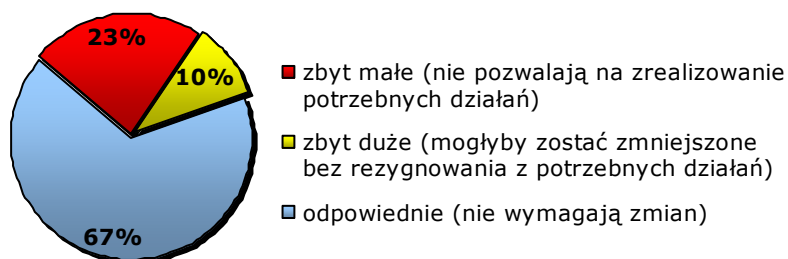 23%
10%
67%
zbyt małe (nie pozwalają na zrealizowanie
potrzebnych działań)
zbyt duże (mogłyby zostać zmniejszone
bez rezygnowania z potrzebnych działań)
odpowiednie (nie wymagają zmian)